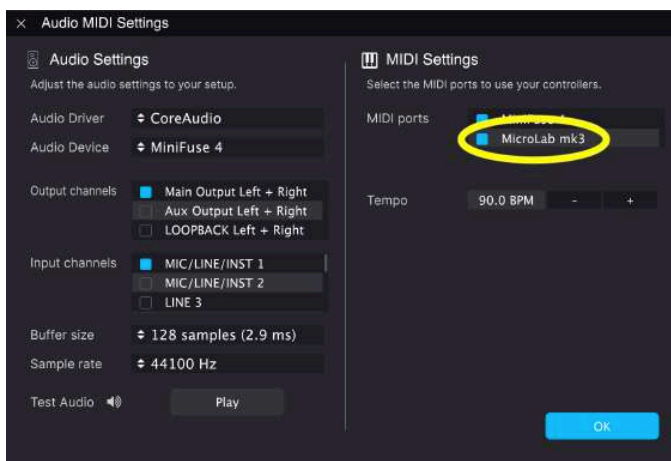 × Audio MIDI Settings
Audio Settings
Adjust the audio settings to your setup.
Audio Driver CoreAudio
Audio Device MiniFuse 4
Output channels Main Output Left + Right
Aux Output Left + Right
LOOPBACK Left + Right
Input channels MIC/LINE/INST 1
MIC/LINE/INST 2
LINE 3
Buffer size 128 samples (2.9 ms)
Sample rate 44100 Hz
Test Audio Play
MIDI Settings
Select the MIDI ports to use your controllers.
MIDI ports
MicroLab mk3
Tempo 90.0 BPM - +
OK